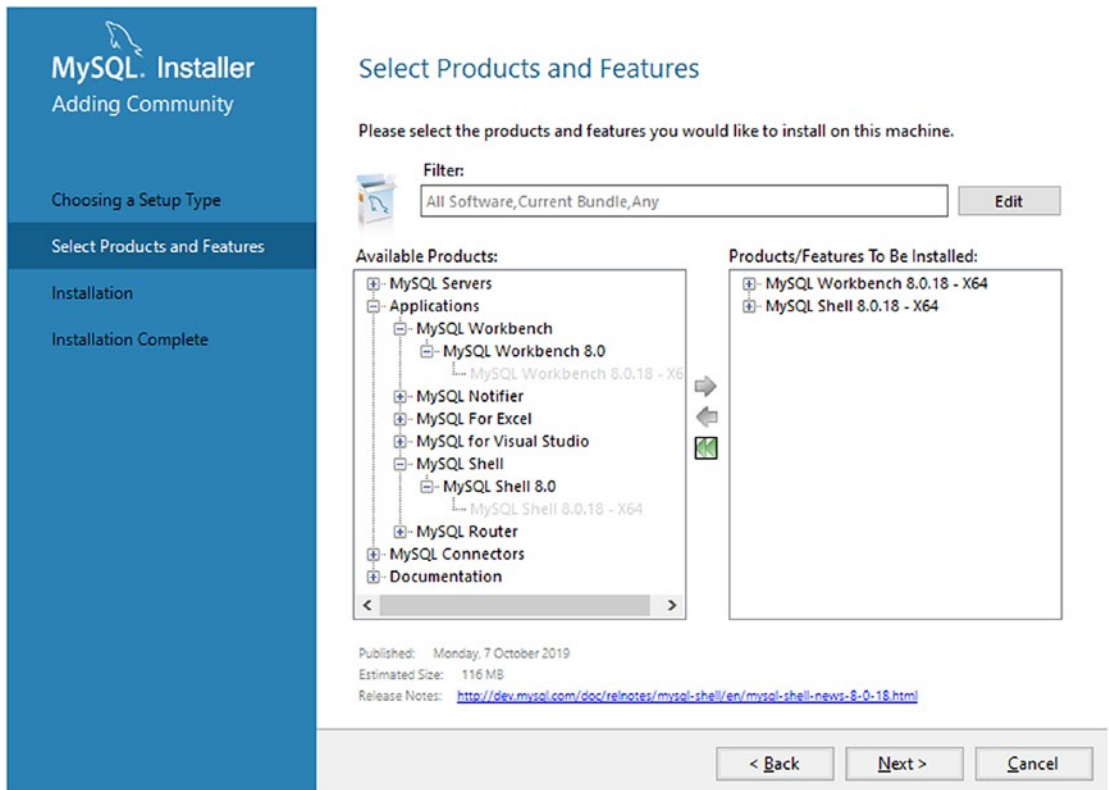 MySQL. Installer
Adding Community
Choosing a Setup Type
Select Products and Features
Installation
Installation Complete
Select Products and Features
Please select the products and features you would like to install on this machine.
Filter:
All Software,Current Bundle,Any
Edit
Available Products:
MySQL Servers
Applications
MySQL Workbench
MySQL Workbench 8.0
MySQL Workbench 8.0.18 - X6
MySQL Notifier
MySQL For Excel
MySQL for Visual Studio
MySQL Shell
MySQL Shell 8.0
MySQL Shell 8.0.18 - X64
MySQL Router
MySQL Connectors
Documentation
Products/Features To Be Installed:
MySQL Workbench 8.0.18 - X64
MySQL Shell 8.0.18 - X64
Published: Monday, 7 October 2019
Estimated Size: 116 MB
Release Notes: http://dev.mysql.com/doc/relnotes/mysql-shell/en/mysql-shell-news-8-0-18.html
< Back
Next >
Cancel